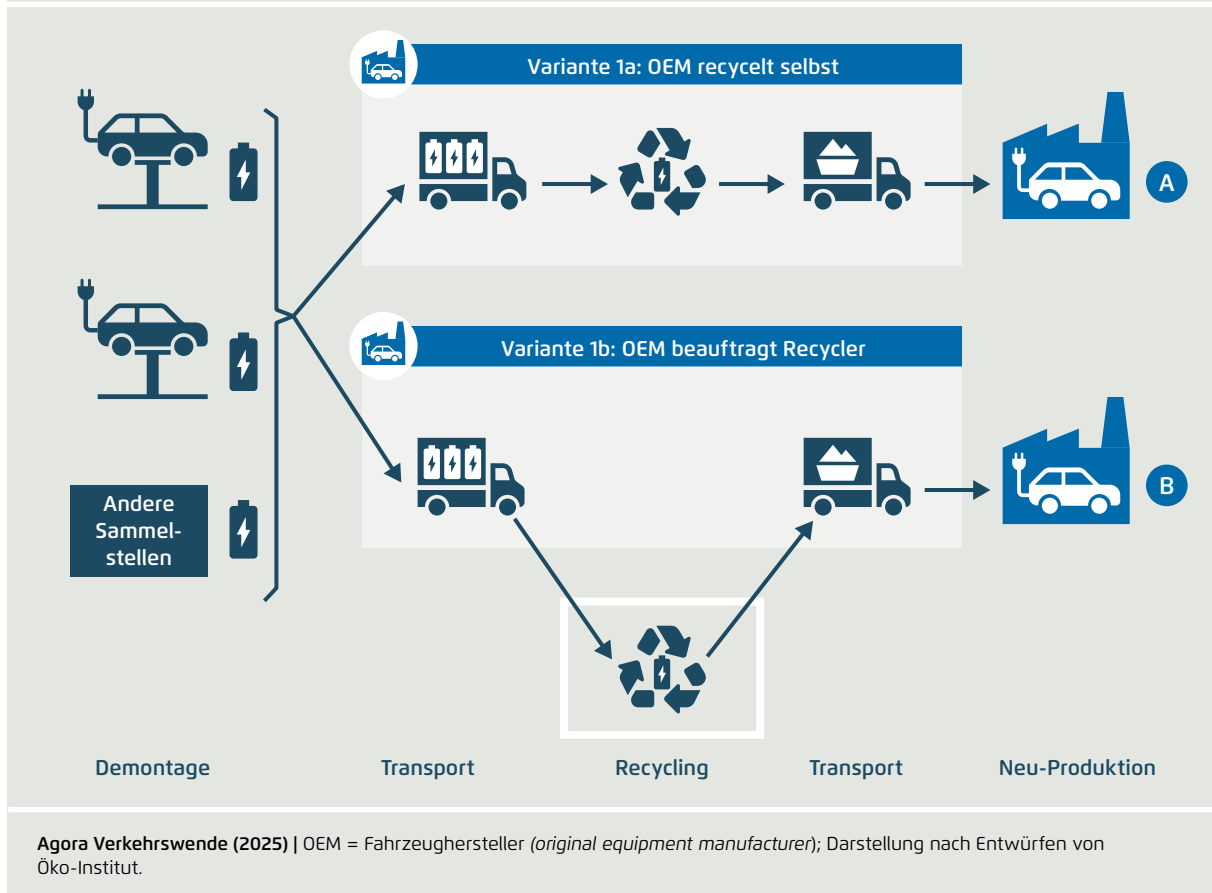 Variante 1a: OEM recycelt selbst
A
Variante 1b: OEM beauftragt Recycler
B
Andere
Sammel-
stellen
Demontage
Transport
Recycling
Transport
Neu-Produktion
Agora Verkehrswende (2025) | OEM = Fahrzeughersteller (original equipment manufacturer); Darstellung nach Entwürfen von
Öko-Institut.